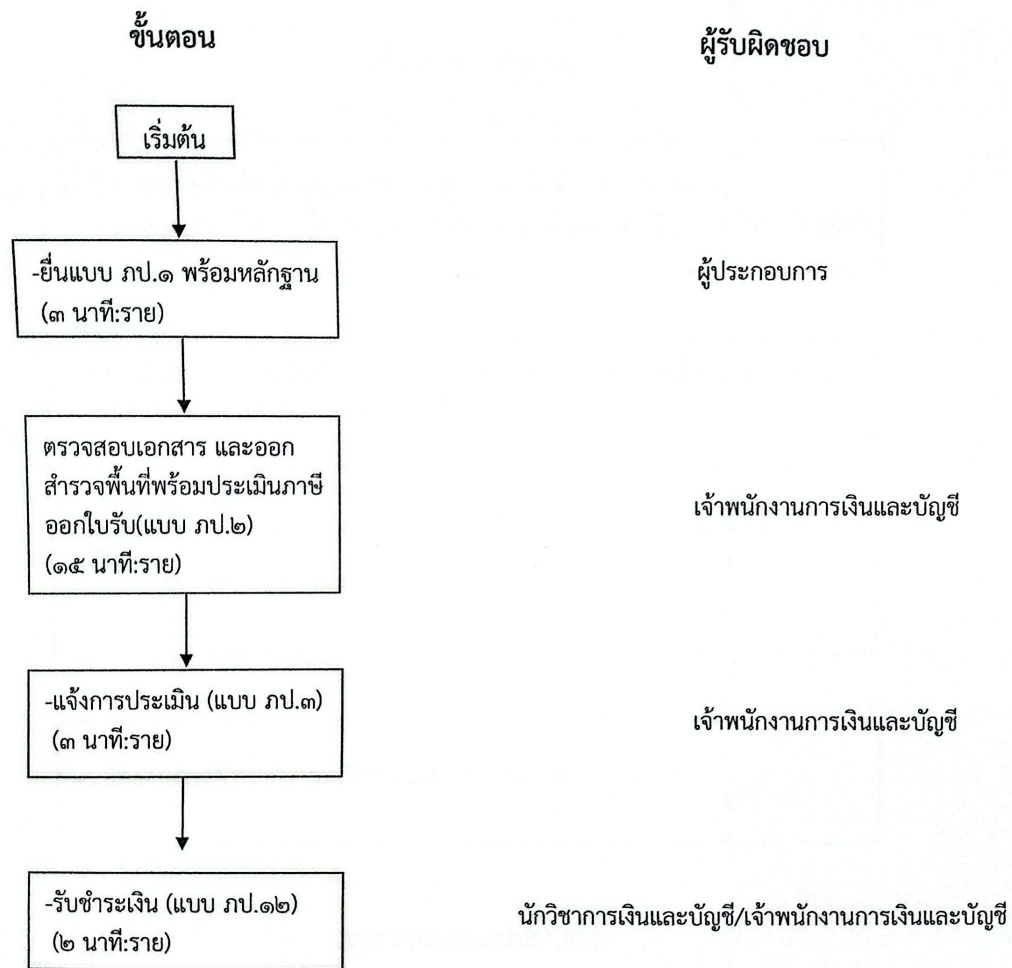 ขั้นตอน
ผู้รับผิดชอบ
เริ่มต้น
-ยื่นแบบ ภป.๑ พร้อมหลักฐาน
(๓ นาที:ราย)
ผู้ประกอบการ
ตรวจสอบเอกสาร และออก
สำรวจพื้นที่พร้อมประเมินภาษี
ออกใบรับ(แบบ ภป.๒)
(๑๕ นาที:ราย)
เจ้าพนักงานการเงินและบัญชี
-แจ้งการประเมิน (แบบ ภป.๓)
(๓ นาที:ราย)
เจ้าพนักงานการเงินและบัญชี
-รับชำระเงิน (แบบ ภป.๑๒)
(๒ นาที:ราย)
นักวิชาการเงินและบัญชี/เจ้าพนักงานการเงินและบัญชี